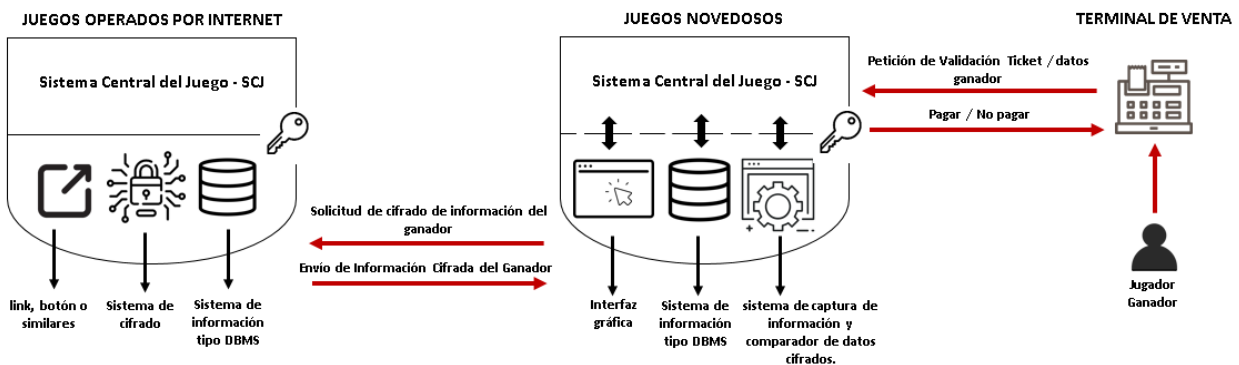 JUEGOS OPERADOS POR INTERNET
JUEGOS NOVEDOSOS
TERMINAL DE VENTA
Sistema Central del Juego - SCJ
Sistema Central del Juego - SCJ
Petición de Validación Ticket / datos
ganador
Pagar / No pagar
Solicitud de cifrado de información del
ganador
Envío de Información Cifrada del Ganador
link, botón o
similares
Sistema de
cifrado
Sistema de
información
tipo DBMS
Interfaz
gráfica
Sistema de
información
tipo DBMS
sistema de captura de
información y
comparador de datos
cifrados.
Jugador
Ganador